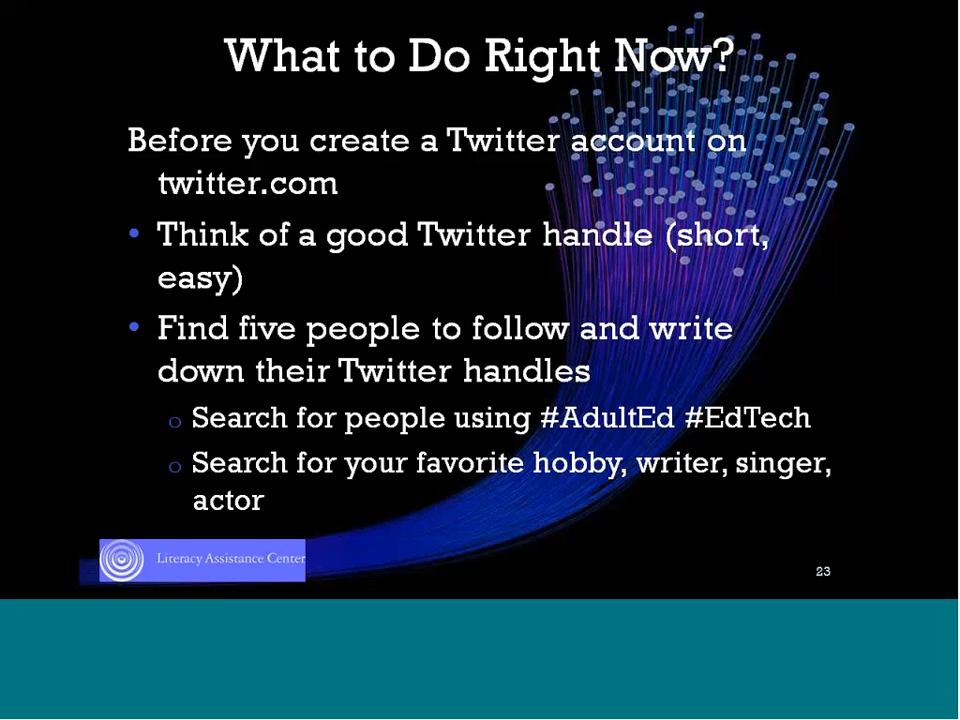 What to Do Right Now?
Before you create a Twitter account on
twitter.com
• Think of a good Twitter handle (short,
easy)
• Find five people to follow and write
down their Twitter handles
o Search for people using #AdultEd #EdTech
o Search for your favorite hobby, writer, singer,
actor
Literacy Assistance Center
23